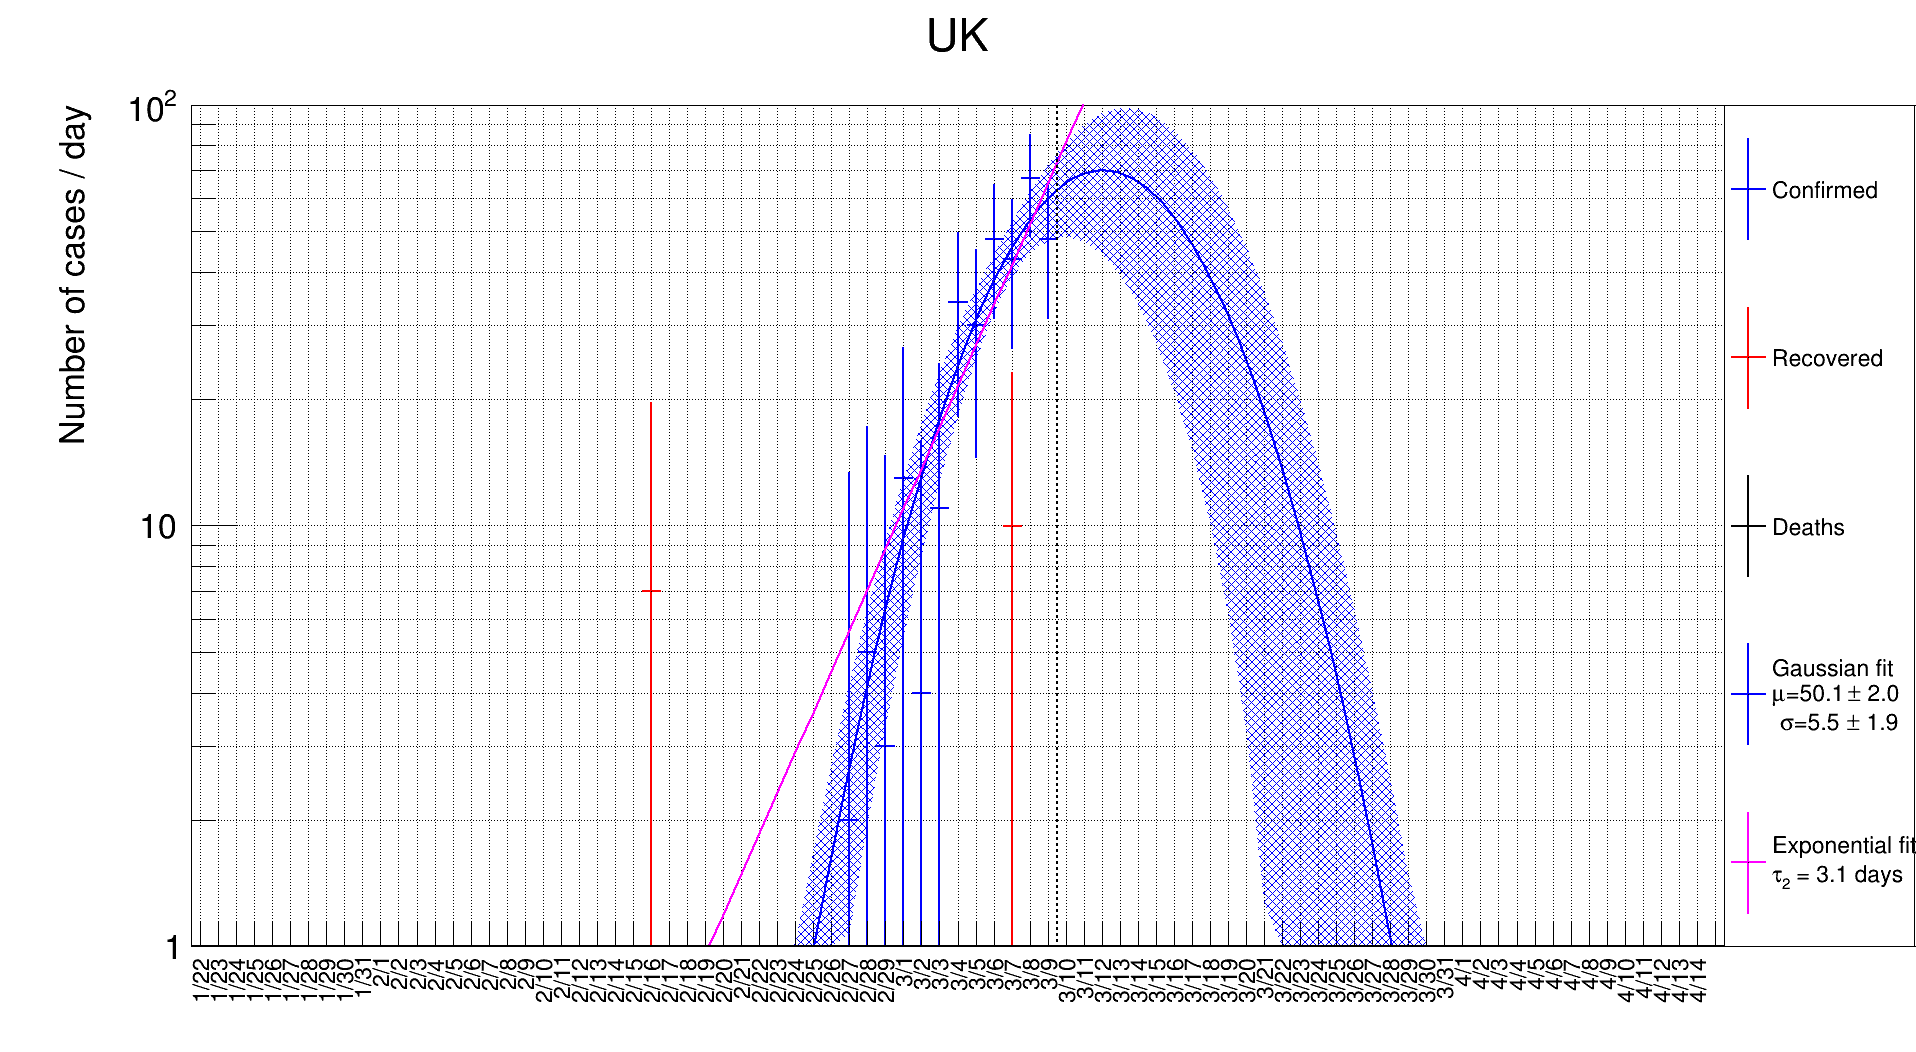 UK
Number of cases / day
10²
10
1
1/22 1/23 1/24 1/25 1/26 1/27 1/28 1/29 1/30 1/31 2/1 2/2 2/3 2/4 2/5 2/6 2/7 2/8 2/9 2/10 2/11 2/12 2/13 2/14 2/15 2/16 2/17 2/18 2/19 2/20 2/21 2/22 2/23 2/24 2/25 2/26 2/27 2/28 2/29 3/1 3/2 3/3 3/4 3/5 3/6 3/7 3/8 3/9 3/10 3/11 3/12 3/13 3/14 3/15 3/16 3/17 3/18 3/19 3/20 3/21 3/22 3/23 3/24 3/25 3/26 3/27 3/28 3/29 3/30 3/31 4/1 4/2 4/3 4/4 4/5 4/6 4/7 4/8 4/9 4/10 4/11 4/12 4/13 4/14
Confirmed
Recovered
Deaths
Gaussian fit
μ=50.1 ± 2.0
σ=5.5 ± 1.9
Exponential fit
τ₂ = 3.1 days